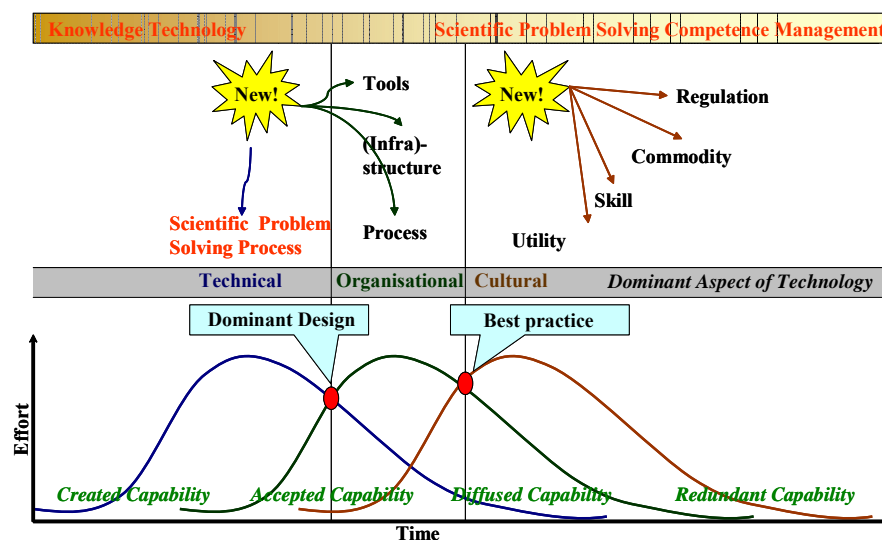 Knowledge Technology
Scientific Problem Solving Competence Management
New!
Tools
(Infra)-
structure
Process
Scientific Problem
Solving Process
New!
Regulation
Commodity
Skill
Utility
Technical
Organisational
Cultural
Dominant Aspect of Technology
Dominant Design
Best practice
Effort
Created Capability
Accepted Capability
Diffused Capability
Redundant Capability
Time